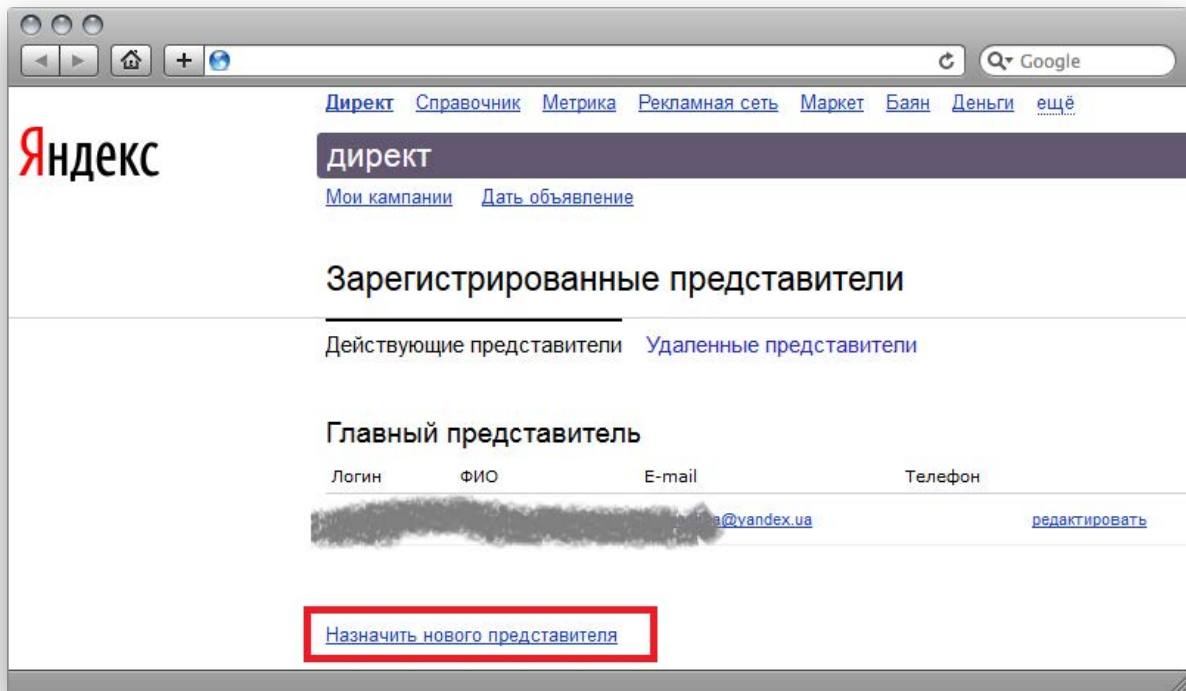 Google
Директ Справочник Метрика Рекламная сеть Маркет Баян Деньги ещё
Яндекс
директ
Мои кампании Дать объявление
Зарегистрированные представители
Действующие представители Удаленные представители
Главный представитель
Логин ФИО E-mail Телефон
@yandex.ua редактировать
Назначить нового представителя